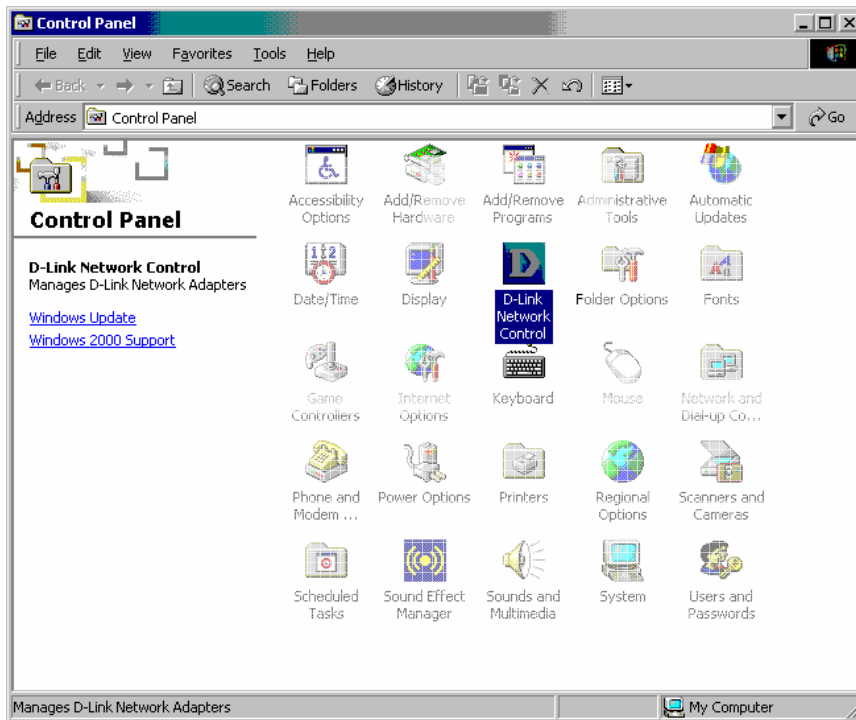 Control Panel
File Edit View Favorites Tools Help
Back Search Folders History
Address Control Panel Go
Control Panel
D-Link Network Control
Manages D-Link Network Adapters
Windows Update
Windows 2000 Support
Accessibility Options
Add/Remove Hardware
Add/Remove Programs
Administrative Tools
Automatic Updates
Date/Time
Display
D-Link Network Control
Folder Options
Fonts
Game Controllers
Internet Options
Keyboard
Mouse
Network and Dial-up Co...
Phone and Modem ...
Power Options
Printers
Regional Options
Scanners and Cameras
Scheduled Tasks
Sound Effect Manager
Sounds and Multimedia
System
Users and Passwords
Manages D-Link Network Adapters
My Computer